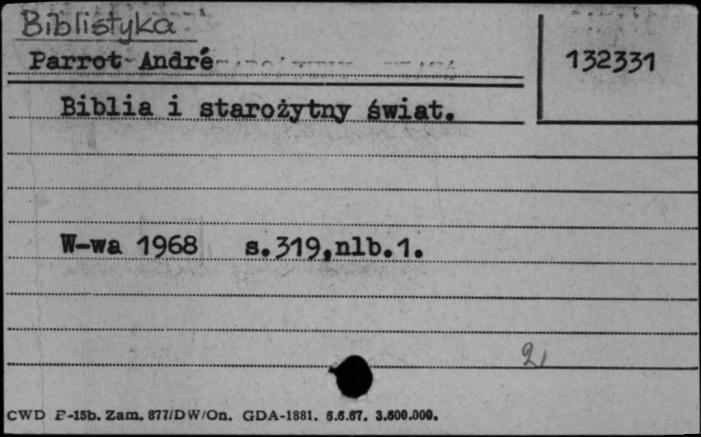 Biblistyka
Parrot André
132331
Biblia i starożytny świat.
W-wa 1968 s.319,nlb.1.
2
CWD P-15b. Zam. 877/DW/On. GDA-1881. 6.6.67. 3.600.000.